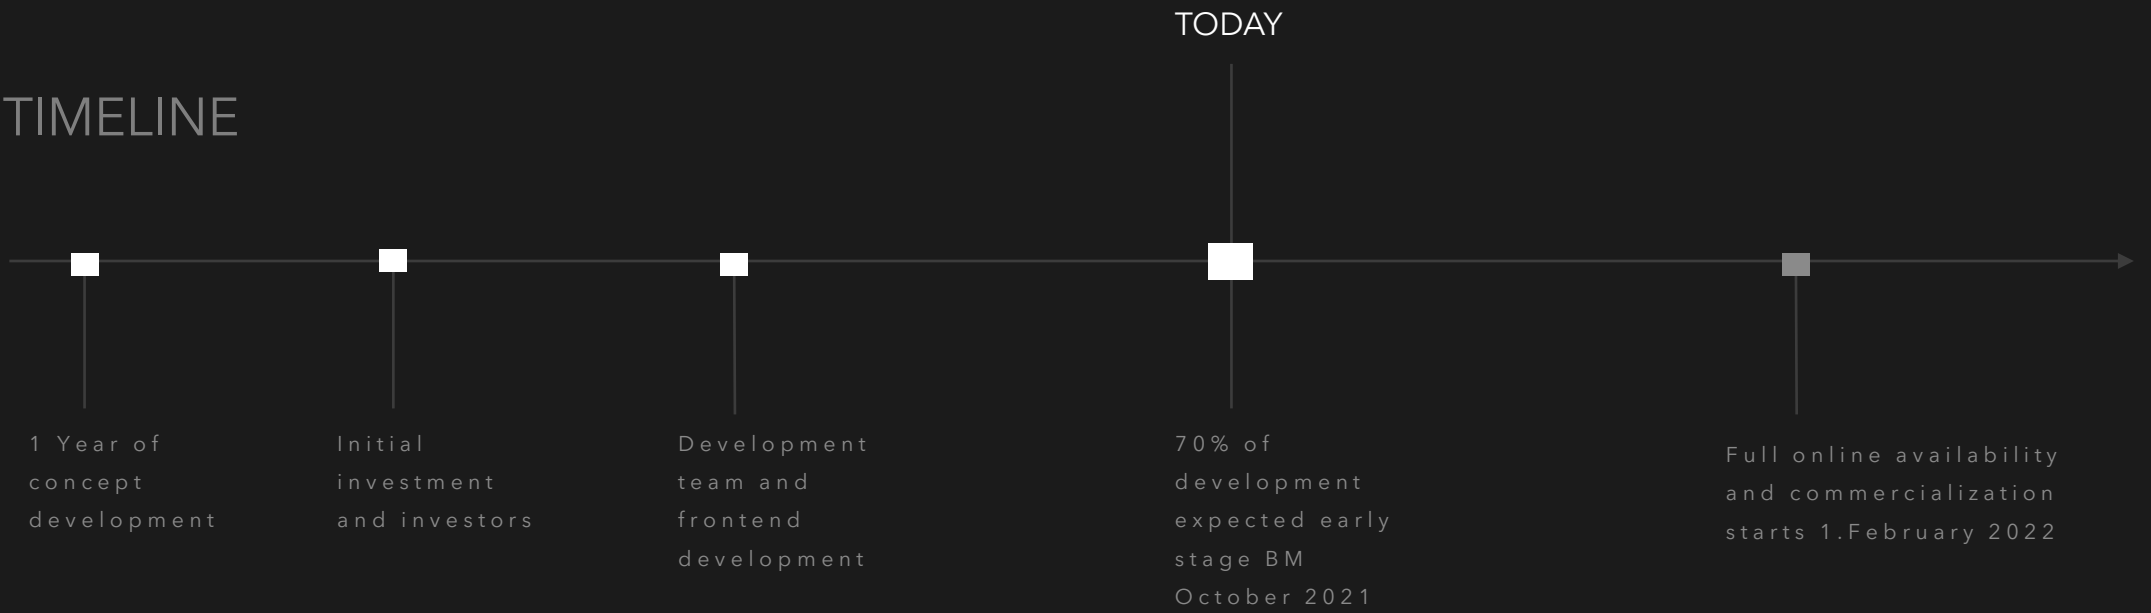 TODAY
TIMELINE
1 Year of
concept
development
Initial
investment
and investors
Development
team and
frontend
development
70% of
development
expected early
stage BM
October 2021
Full online availability
and commercialization
starts 1.February 2022